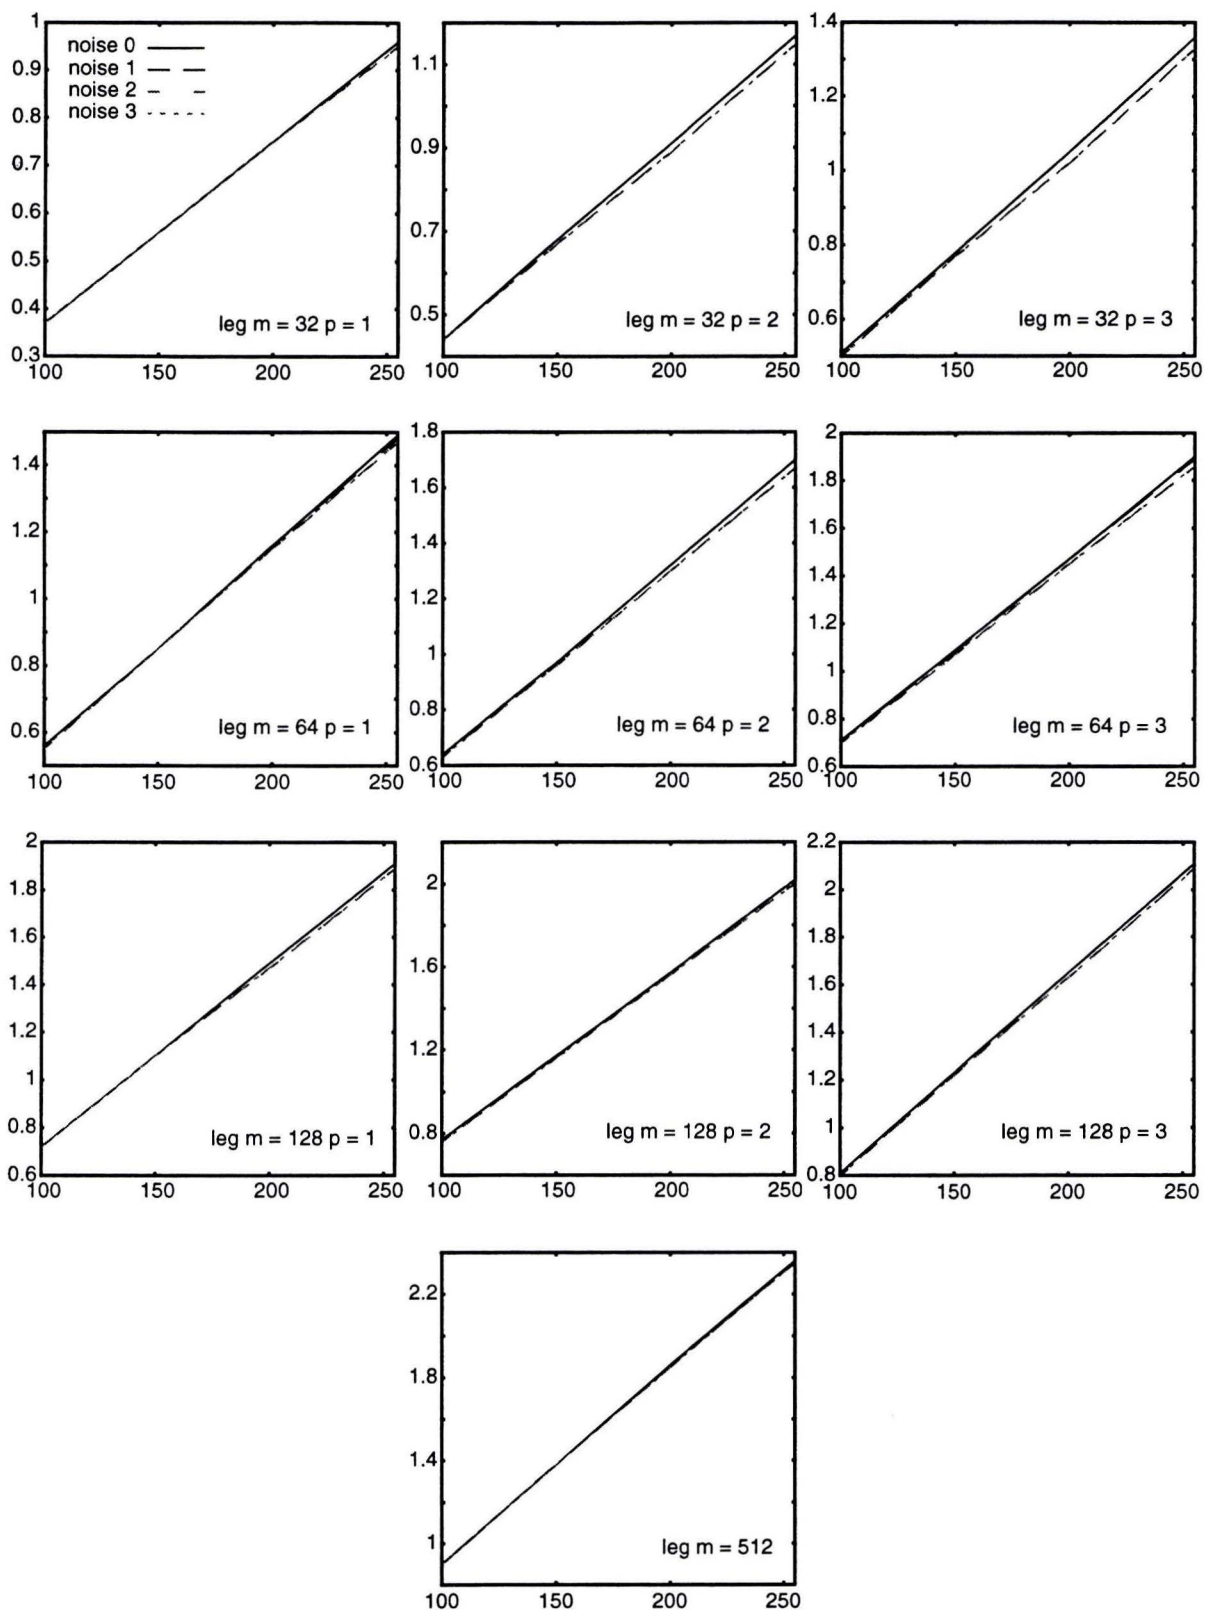 1
0.9
0.8
0.7
0.6
0.5
0.4
0.3
noise 0
noise 1
noise 2
noise 3
leg m = 32 p = 1
100 150 200 250
1.1
0.9
0.7
0.5
leg m = 32 p = 2
100 150 200 250
1.4
1.2
1
0.8
0.6
leg m = 32 p = 3
100 150 200 250
1.4
1.2
1
0.8
0.6
leg m = 64 p = 1
100 150 200 250
1.8
1.6
1.4
1.2
1
0.8
0.6
leg m = 64 p = 2
100 150 200 250
2
1.8
1.6
1.4
1.2
1
0.8
0.6
leg m = 64 p = 3
100 150 200 250
2
1.8
1.6
1.4
1.2
1
0.8
0.6
leg m = 128 p = 1
100 150 200 250
2
1.6
1.2
0.8
leg m = 128 p = 2
100 150 200 250
2.2
2
1.8
1.6
1.4
1.2
1
0.8
leg m = 128 p = 3
100 150 200 250
2.2
1.8
1.4
1
leg m = 512
100 150 200 250